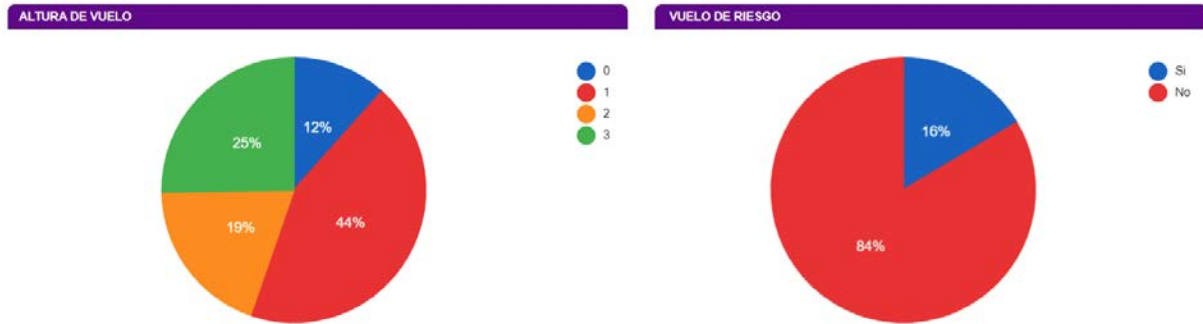 ALTURA DE VUELO
0
1
2
3
12%
44%
19%
25%
VUELO DE RIESGO
Si
No
16%
84%